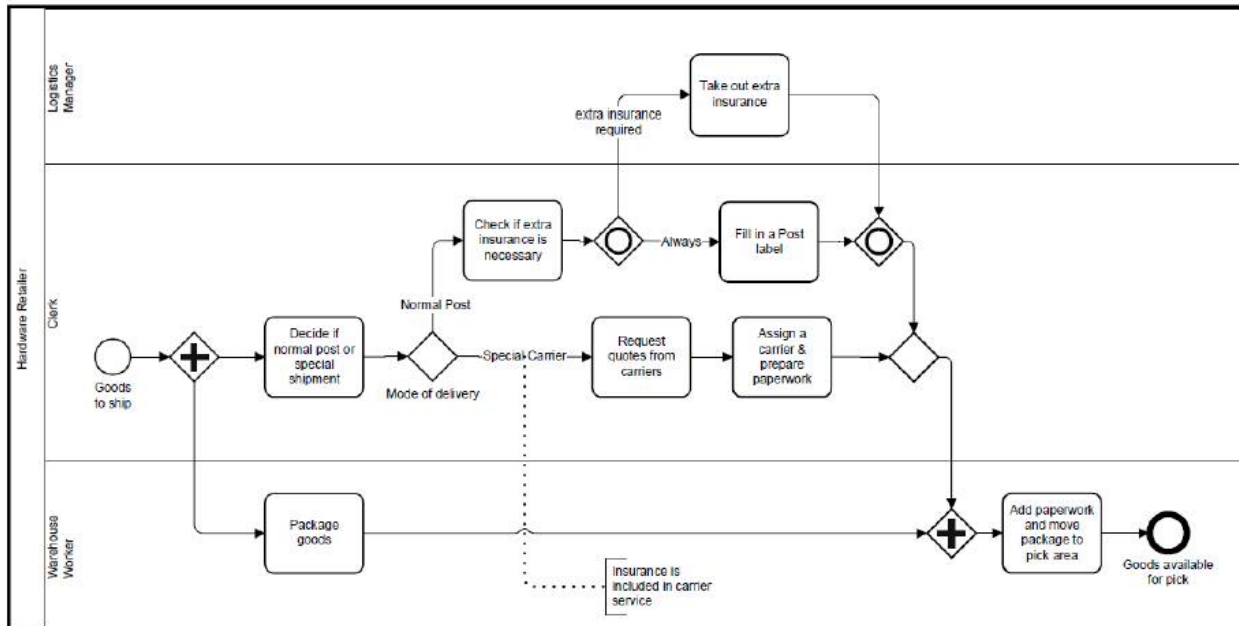 Hardware Retailer
Logistics
Manager
Take out extra
insurance
extra insurance
required
Clerk
Check if extra
insurance is
necessary
Always
Fill in a Post
label
Normal Post
Goods
to ship
Decide if
normal post or
special
shipment
Mode of delivery
Special Carrier
Request
quotes from
carriers
Assign a
carrier &
prepare
paperwork
Warehouse
Worker
Package
goods
Insurance is
included in carrier
service
Add paperwork
and move
package to
pick area
Goods available
for pick